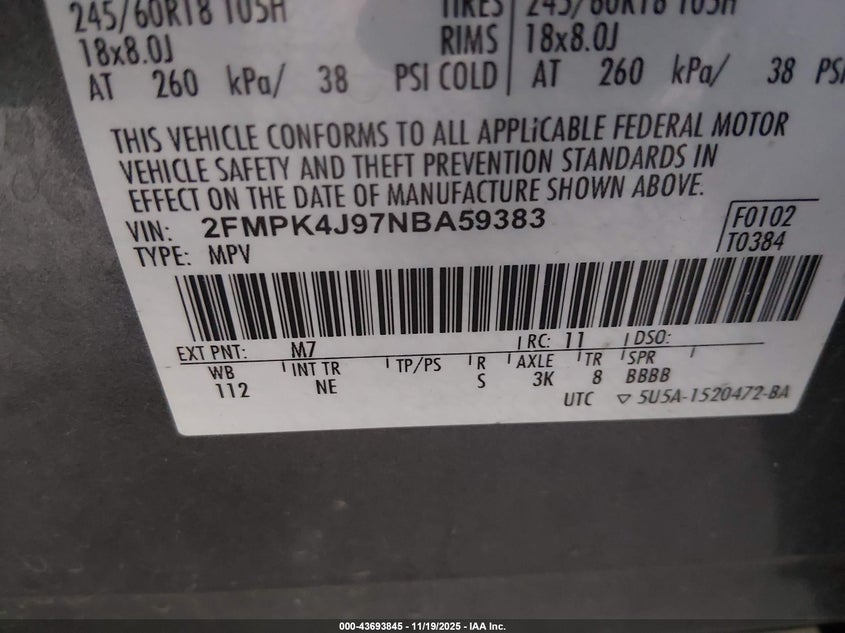 245/60R18 105H TIRES 245/60R18 105H
18x8.0J RIMS 18x8.0J
AT 260 kPa/ 38 PSI COLD AT 260 kPa/ 38 PSI
THIS VEHICLE CONFORMS TO ALL APPLiCABLE FEDERAL MOTOR
VEHICLE SAFETY AND THEFT PREVENTION STANDARDS IN
EFFECT ON THE DATE OF MANUFACTURE SHOWN ABOVE.
VIN: 2FMPK4J97NBA59383 F0102
TYPE: MPV T0384
EXT PNT: M7 RC: 11 DSO:
WB INT TR TP/PS R AXLE TR SPR
112 NE S 3K 8 BBBB
UTC ▽ 5U5A-1520472-BA
000-43693845 - 11/19/2025 - IAA Inc.